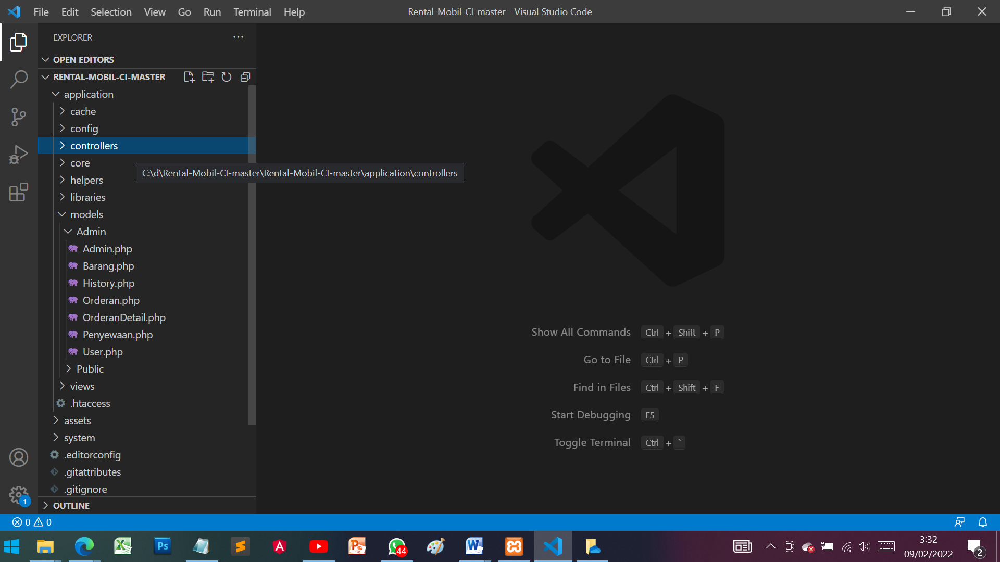 File Edit Selection View Go Run Terminal Help
Rental-Mobil-CI-master - Visual Studio Code
EXPLORER
OPEN EDITORS
RENTAL-MOBIL-CI-MASTER
application
cache
config
controllers
core
C:\d\Rental-Mobil-CI-master\Rental-Mobil-CI-master\application\controllers
helpers
libraries
models
Admin
Admin.php
Barang.php
History.php
Orderan.php
OrderanDetail.php
Penyewaan.php
User.php
Public
views
.htaccess
assets
system
.editorconfig
.gitattributes
.gitignore
OUTLINE
Show All Commands Ctrl + Shift + P
Go to File Ctrl + P
Find in Files Ctrl + Shift + F
Start Debugging F5
Toggle Terminal Ctrl + `
1
0 0
Ps
44
3:32
09/02/2022
2